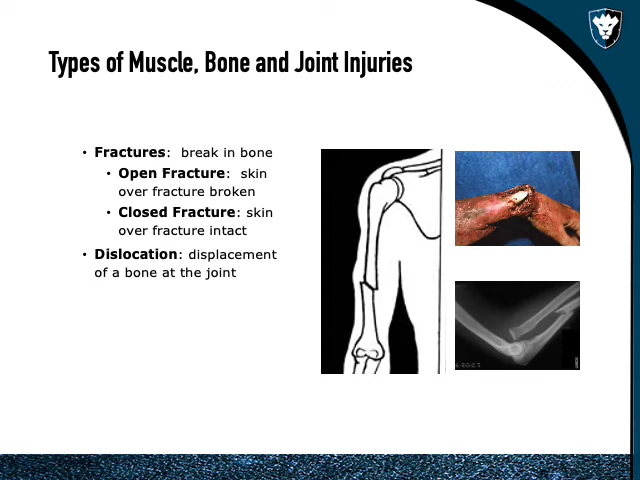 Types of Muscle, Bone and Joint Injuries
• Fractures: break in bone
• Open Fracture: skin
over fracture broken
• Closed Fracture: skin
over fracture intact
• Dislocation: displacement
of a bone at the joint